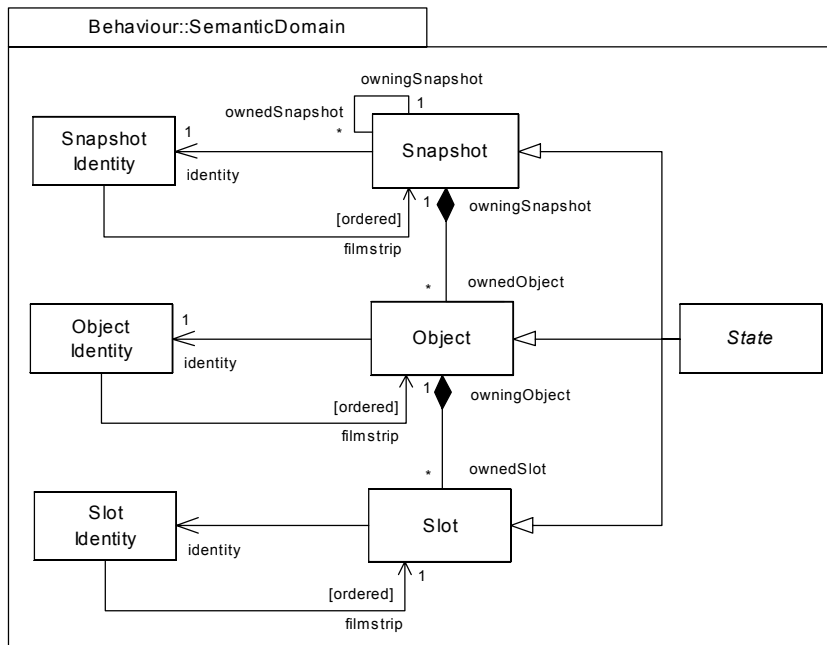 Behaviour::SemanticDomain
owningSnapshot
ownedSnapshot
1
*
Snapshot
Identity
1
identity
Snapshot
[ordered]
filmstrip
1
owningSnapshot
*
ownedObject
Object
Identity
1
identity
Object
State
[ordered]
filmstrip
1
owningObject
*
ownedSlot
Slot
Identity
identity
Slot
[ordered]
filmstrip
1